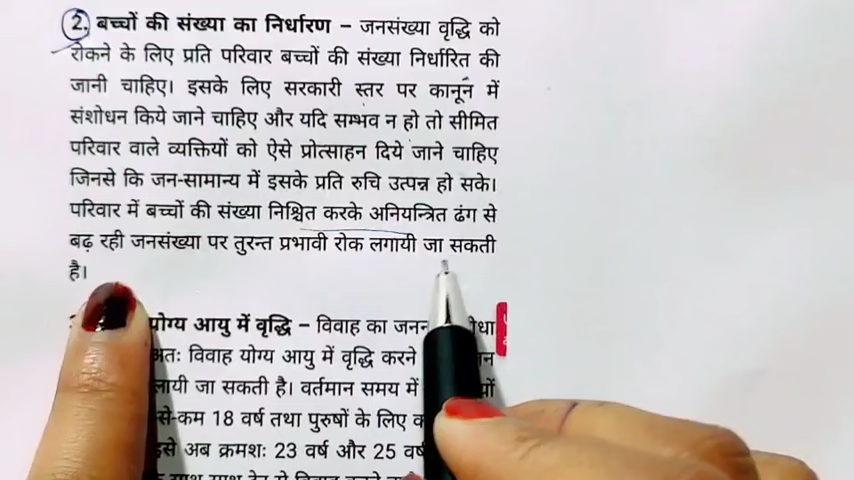 2. बच्चों की संख्या का निर्धारण – जनसंख्या वृद्धि को
रोकने के लिए प्रति परिवार बच्चों की संख्या निर्धारित की
जानी चाहिए। इसके लिए सरकारी स्तर पर कानून में
संशोधन किये जाने चाहिए और यदि सम्भव न हो तो सीमित
परिवार वाले व्यक्तियों को ऐसे प्रोत्साहन दिये जाने चाहिए
जिनसे कि जन-सामान्य में इसके प्रति रुचि उत्पन्न हो सके।
परिवार में बच्चों की संख्या निश्चित करके अनियन्त्रित ढंग से
बढ़ रही जनसंख्या पर तुरन्त प्रभावी रोक लगायी जा सकती
है।
योग्य आयु में वृद्धि – विवाह का
अतः विवाह योग्य आयु में वृद्धि करने
जा सकती है। वर्तमान समय में
18 वर्ष तथा पुरुषों के लिए
अब क्रमशः 23 वर्ष और 25 वर्ष